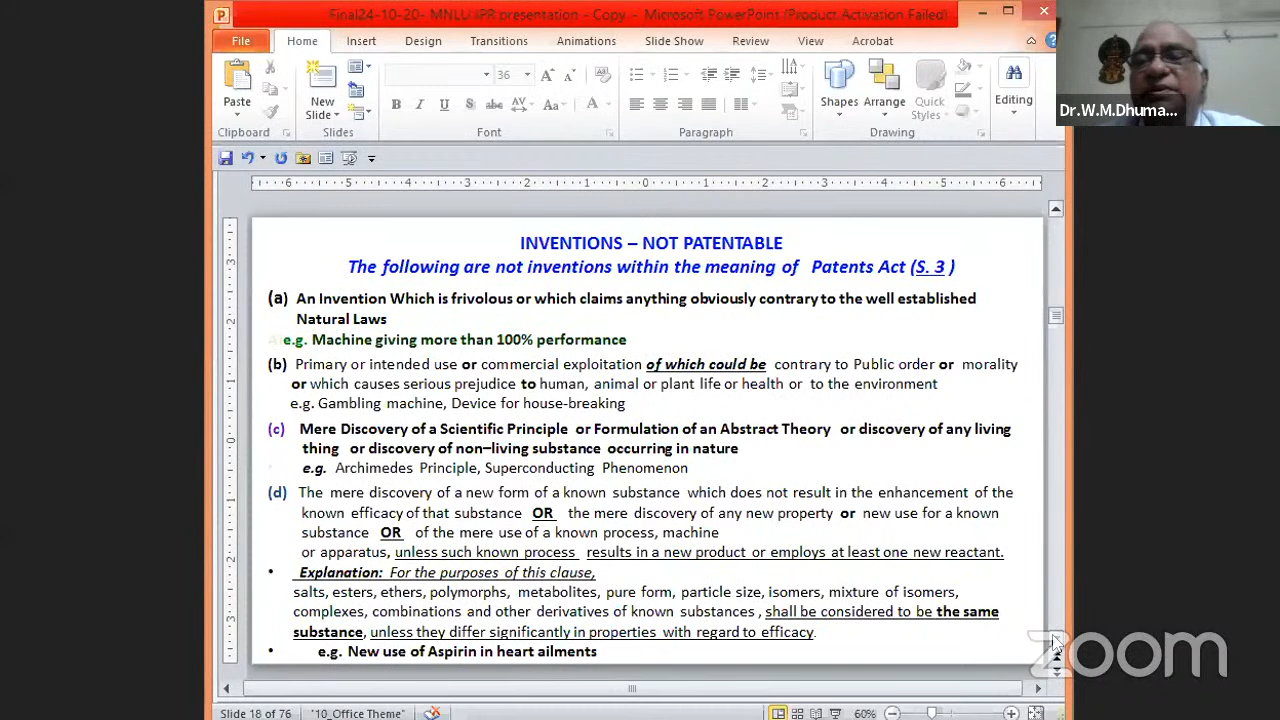 Final24-10-20- MNLU IPR presentation - Copy - Microsoft PowerPoint (Product Activation Failed)
File Home Insert Design Transitions Animations Slide Show Review View Acrobat
36
Paste New Slide Shapes Arrange Quick Styles Editing
Clipboard Slides Font Paragraph Drawing
Dr.W.M.Dhuma...
6 5 4 3 2 1 0 1 2 3 4 5 6
INVENTIONS – NOT PATENTABLE
The following are not inventions within the meaning of Patents Act (S. 3 )
(a) An Invention Which is frivolous or which claims anything obviously contrary to the well established
Natural Laws
e.g. Machine giving more than 100% performance
(b) Primary or intended use or commercial exploitation of which could be contrary to Public order or morality
or which causes serious prejudice to human, animal or plant life or health or to the environment
e.g. Gambling machine, Device for house-breaking
(c) Mere Discovery of a Scientific Principle or Formulation of an Abstract Theory or discovery of any living
thing or discovery of non–living substance occurring in nature
e.g. Archimedes Principle, Superconducting Phenomenon
(d) The mere discovery of a new form of a known substance which does not result in the enhancement of the
known efficacy of that substance OR the mere discovery of any new property or new use for a known
substance OR of the mere use of a known process, machine
or apparatus, unless such known process results in a new product or employs at least one new reactant.
• Explanation: For the purposes of this clause,
salts, esters, ethers, polymorphs, metabolites, pure form, particle size, isomers, mixture of isomers,
complexes, combinations and other derivatives of known substances , shall be considered to be the same
substance, unless they differ significantly in properties with regard to efficacy.
• e.g. New use of Aspirin in heart ailments
zoom
Slide 18 of 76 "10_Office Theme" 60%